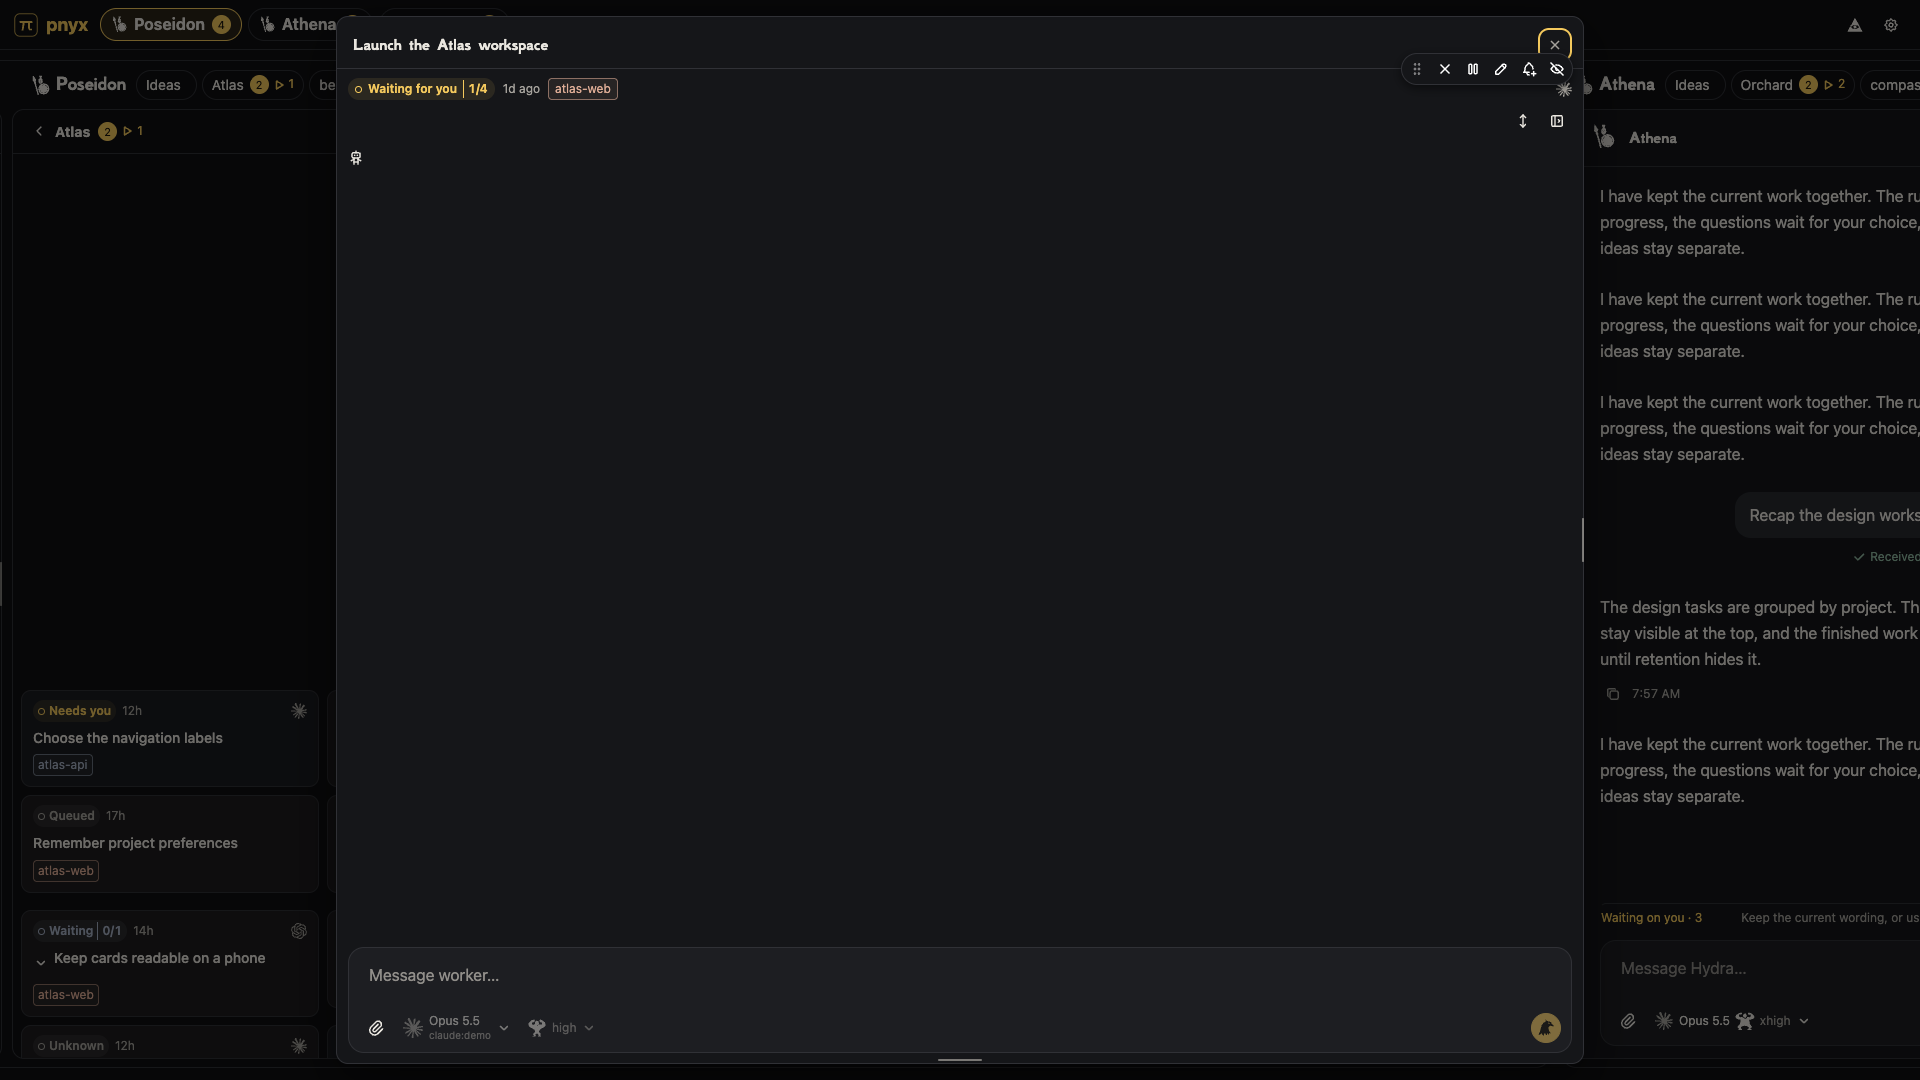 pnyx
Poseidon 4
Athena
Launch the Atlas workspace
Waiting for you 1/4 1d ago atlas-web
Poseidon Ideas Atlas 2 1 be
Atlas 2 1
Needs you 12h
Choose the navigation labels
atlas-api
Queued 17h
Remember project preferences
atlas-web
Waiting 0/1 14h
Keep cards readable on a phone
atlas-web
Unknown 12h
Message worker...
Opus 5.5
claude:demo
high
Athena Ideas Orchard 2 2 compas
Athena
I have kept the current work together. The ru
progress, the questions wait for your choice,
ideas stay separate.
I have kept the current work together. The ru
progress, the questions wait for your choice,
ideas stay separate.
I have kept the current work together. The ru
progress, the questions wait for your choice,
ideas stay separate.
Recap the design works
Received
The design tasks are grouped by project. Th
stay visible at the top, and the finished work
until retention hides it.
7:57 AM
I have kept the current work together. The ru
progress, the questions wait for your choice,
ideas stay separate.
Waiting on you · 3 Keep the current wording, or us
Message Hydra...
Opus 5.5 xhigh